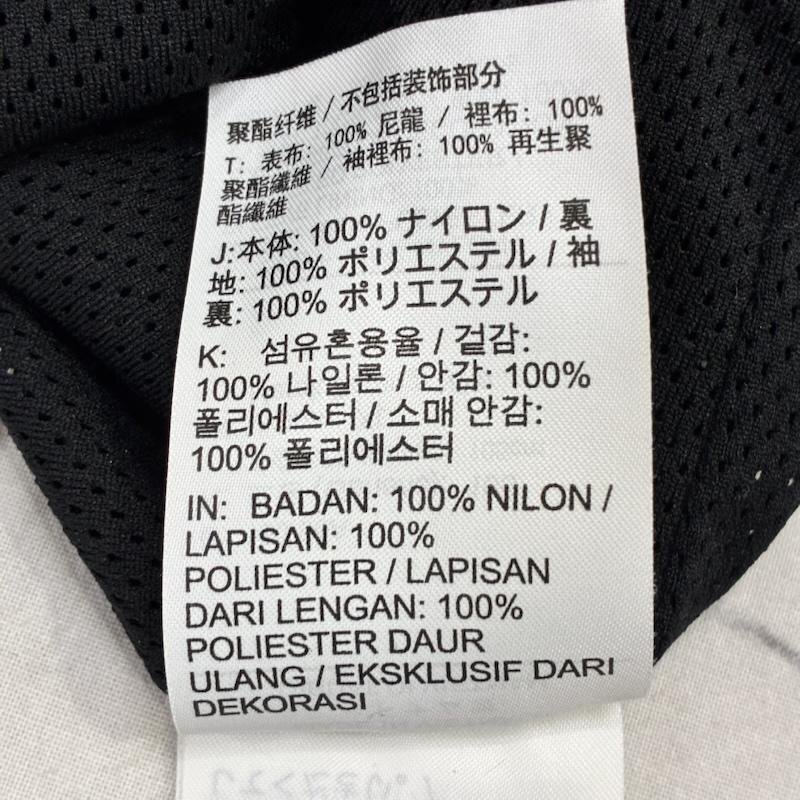 聚酯纤维 / 不包括装饰部分
T: 表布: 100% 尼龍 / 裡布: 100%
聚酯纖維 / 袖裡布: 100% 再生聚
酯纖維
J:本体: 100% ナイロン / 裏
地: 100% ポリエステル / 袖
裏: 100% ポリエステル
K: 섬유혼용율 / 겉감:
100% 나일론 / 안감: 100%
폴리에스터 / 소매 안감:
100% 폴리에스터
IN: BADAN: 100% NILON /
LAPISAN: 100%
POLIESTER / LAPISAN
DARI LENGAN: 100%
POLIESTER DAUR
ULANG / EKSKLUSIF DARI
DEKORASI